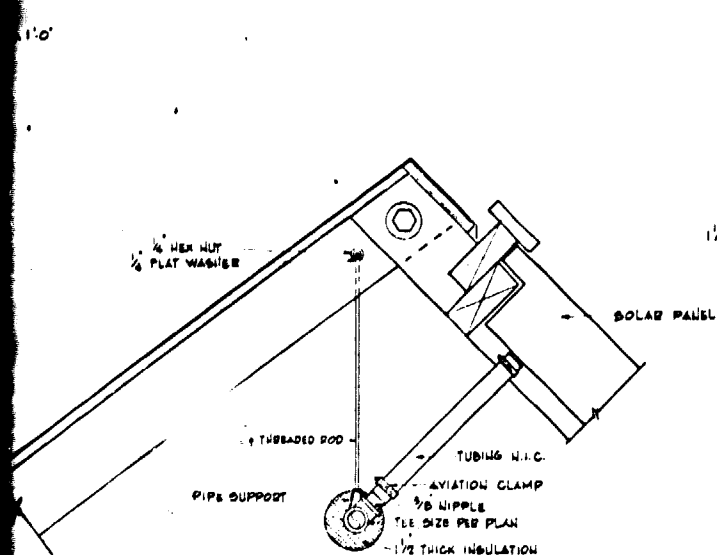 1'0"
1/4" HEX NUT
1/4" FLAT WASHER
SOLAR PANEL
THREADED ROD
TUBING N.I.C.
PIPE SUPPORT
AVIATION CLAMP
3/8 NIPPLE
TEE SIZE PER PLAN
1 1/2" THICK INSULATION